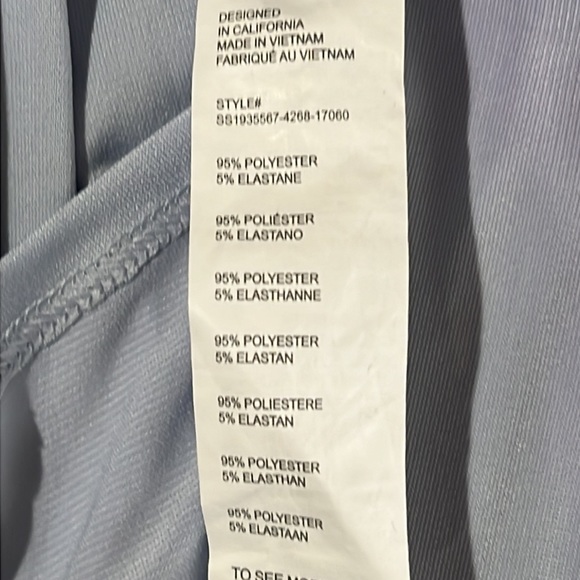 DESIGNED
IN CALIFORNIA
MADE IN VIETNAM
FABRIQUÉ AU VIETNAM
STYLE#
SS1935567-4268-17060
95% POLYESTER
5% ELASTANE
95% POLIÉSTER
5% ELASTANO
95% POLYESTER
5% ELASTHANNE
95% POLYESTER
5% ELASTAN
95% POLIESTERE
5% ELASTAN
95% POLYESTER
5% ELASTHAN
95% POLYESTER
5% ELASTAAN
TO SEE